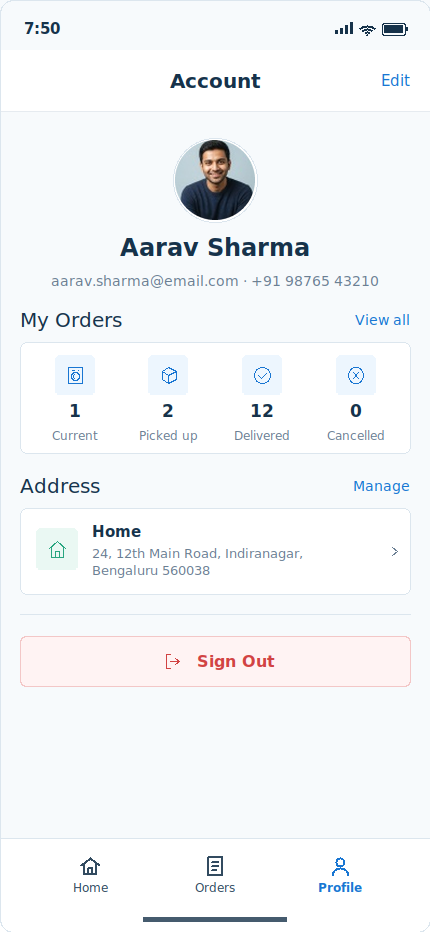 7:50
Account
Edit
Aarav Sharma
aarav.sharma@email.com · +91 98765 43210
My Orders
View all
1
2
12
0
Current
Picked up
Delivered
Cancelled
Address
Manage
Home
24, 12th Main Road, Indiranagar,
Bengaluru 560038
Sign Out
Home
Orders
Profile